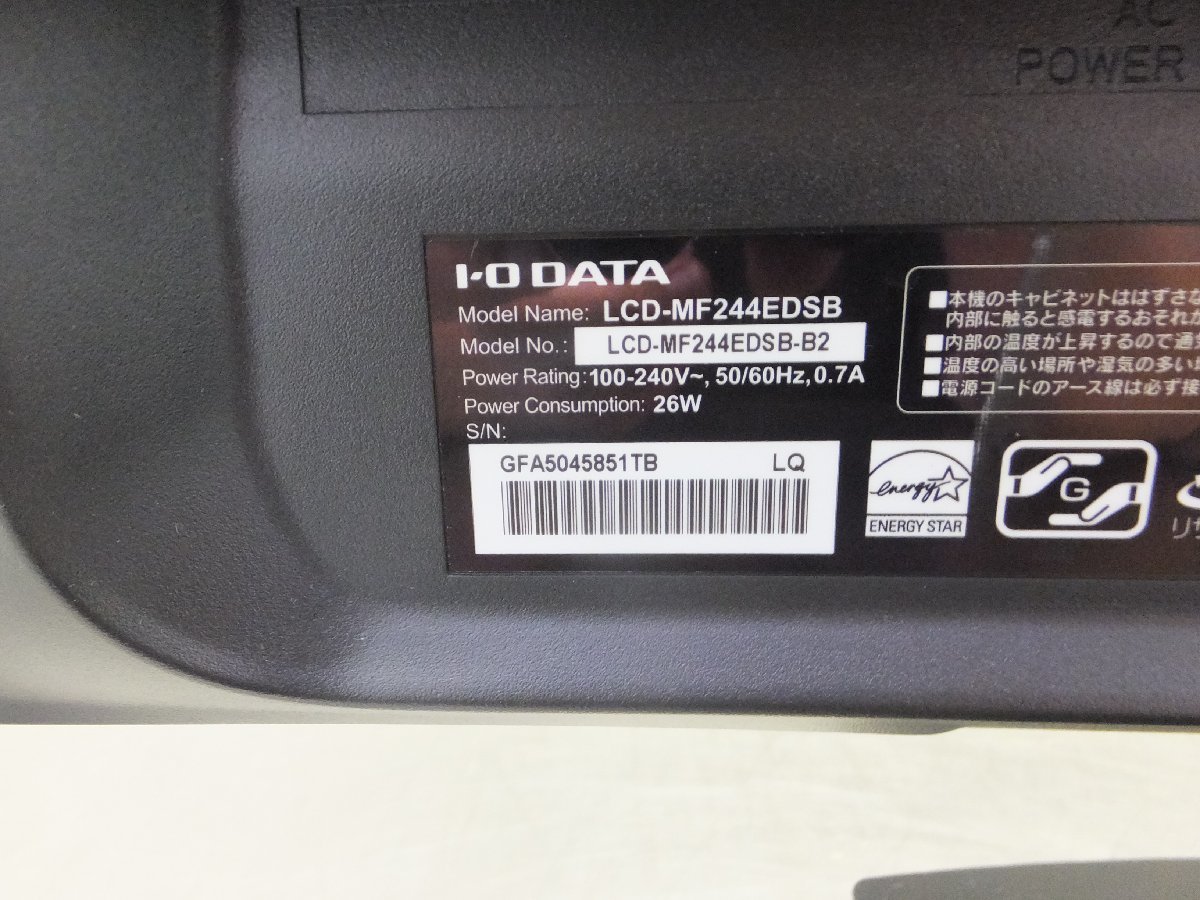 AC
POWER
I-O DATA
Model Name: LCD-MF244EDSB
Model No.: LCD-MF244EDSB-B2
Power Rating: 100-240V~, 50/60Hz, 0.7A
Power Consumption: 26W
S/N:
GFA5045851TB LQ
■本機のキャビネットははずさな
内部に触ると感電するおそれが
■内部の温度が上昇するので通気
■温度の高い場所や湿気の多い場
■電源コードのアース線は必ず接
energy
ENERGY STAR
G
リサ